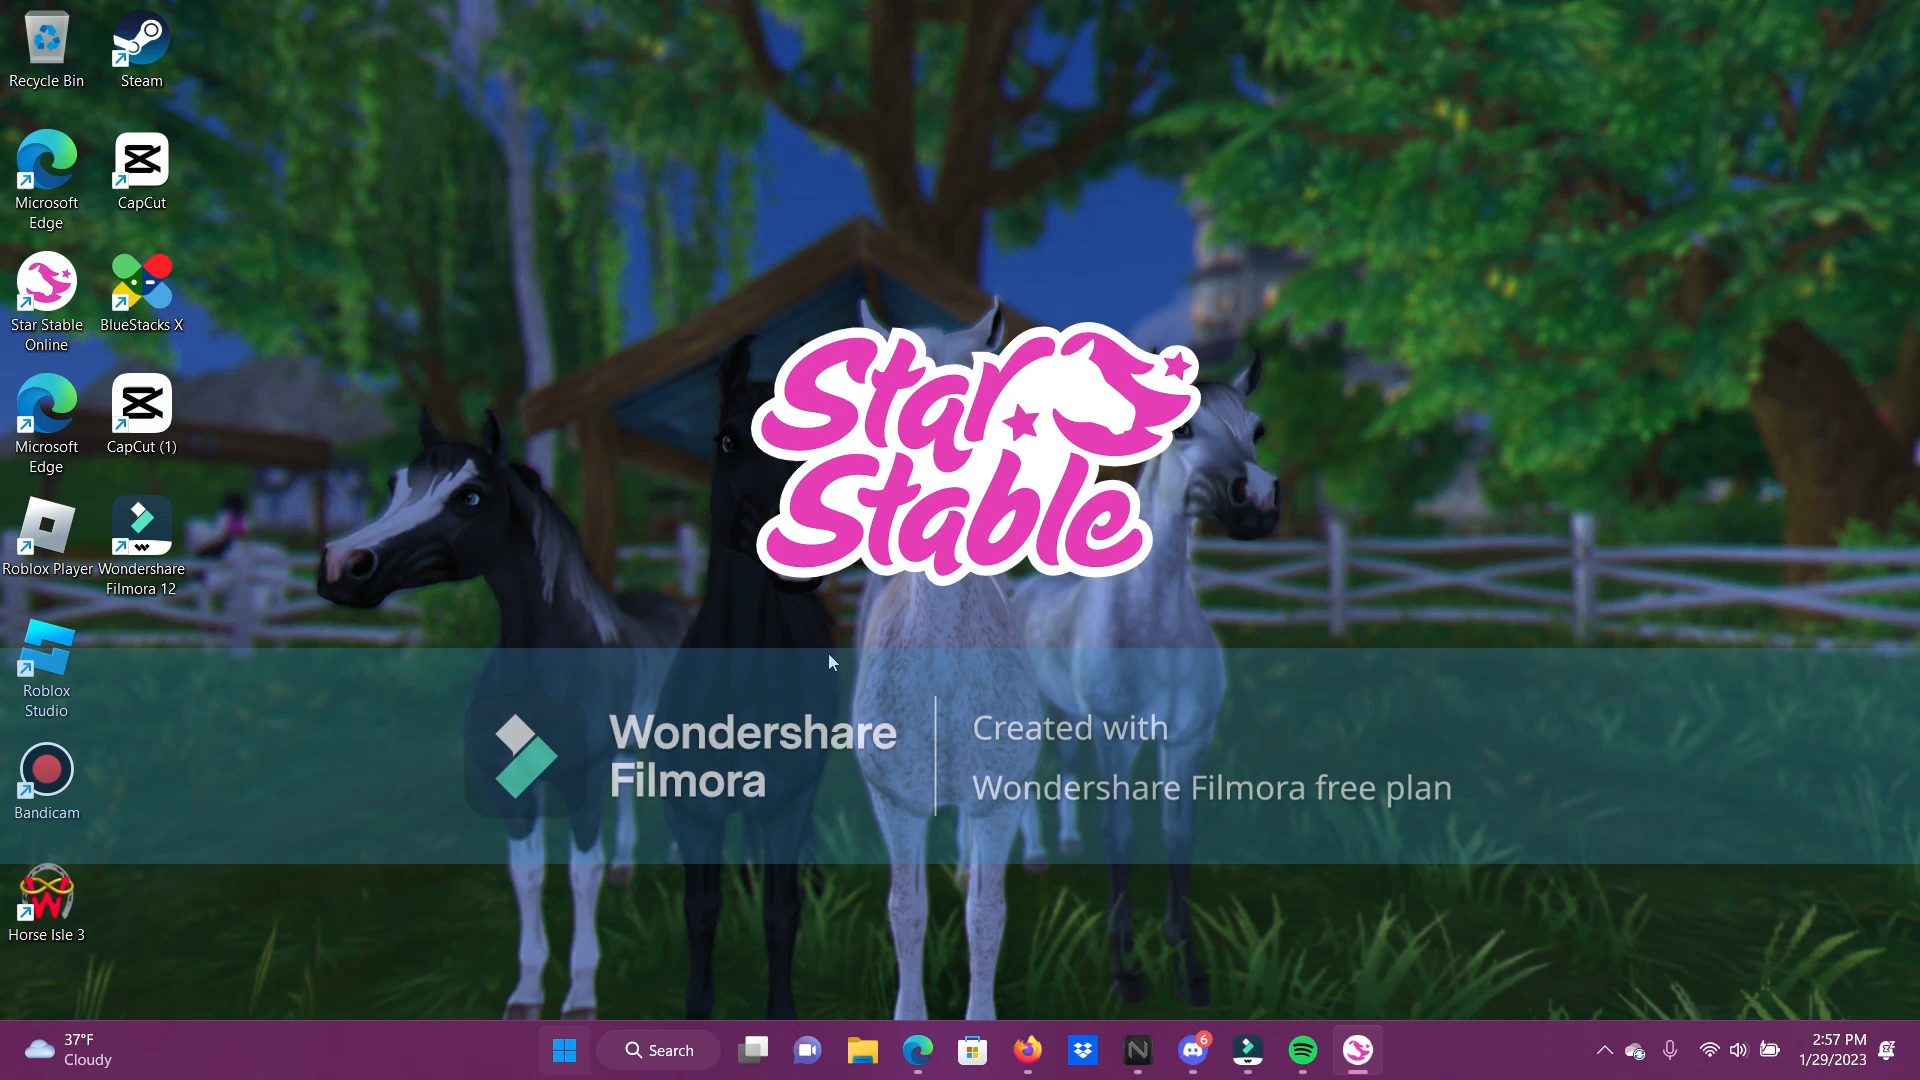 Recycle Bin
Steam
Microsoft
Edge
CapCut
Star Stable
Online
BlueStacks X
Microsoft
Edge
CapCut (1)
Roblox Player
Wondershare
Filmora 12
Roblox
Studio
Bandicam
Horse Isle 3
Star
Stable
Wondershare
Filmora
Created with
Wondershare Filmora free plan
37°F
Cloudy
Search
6
2:57 PM
1/29/2023